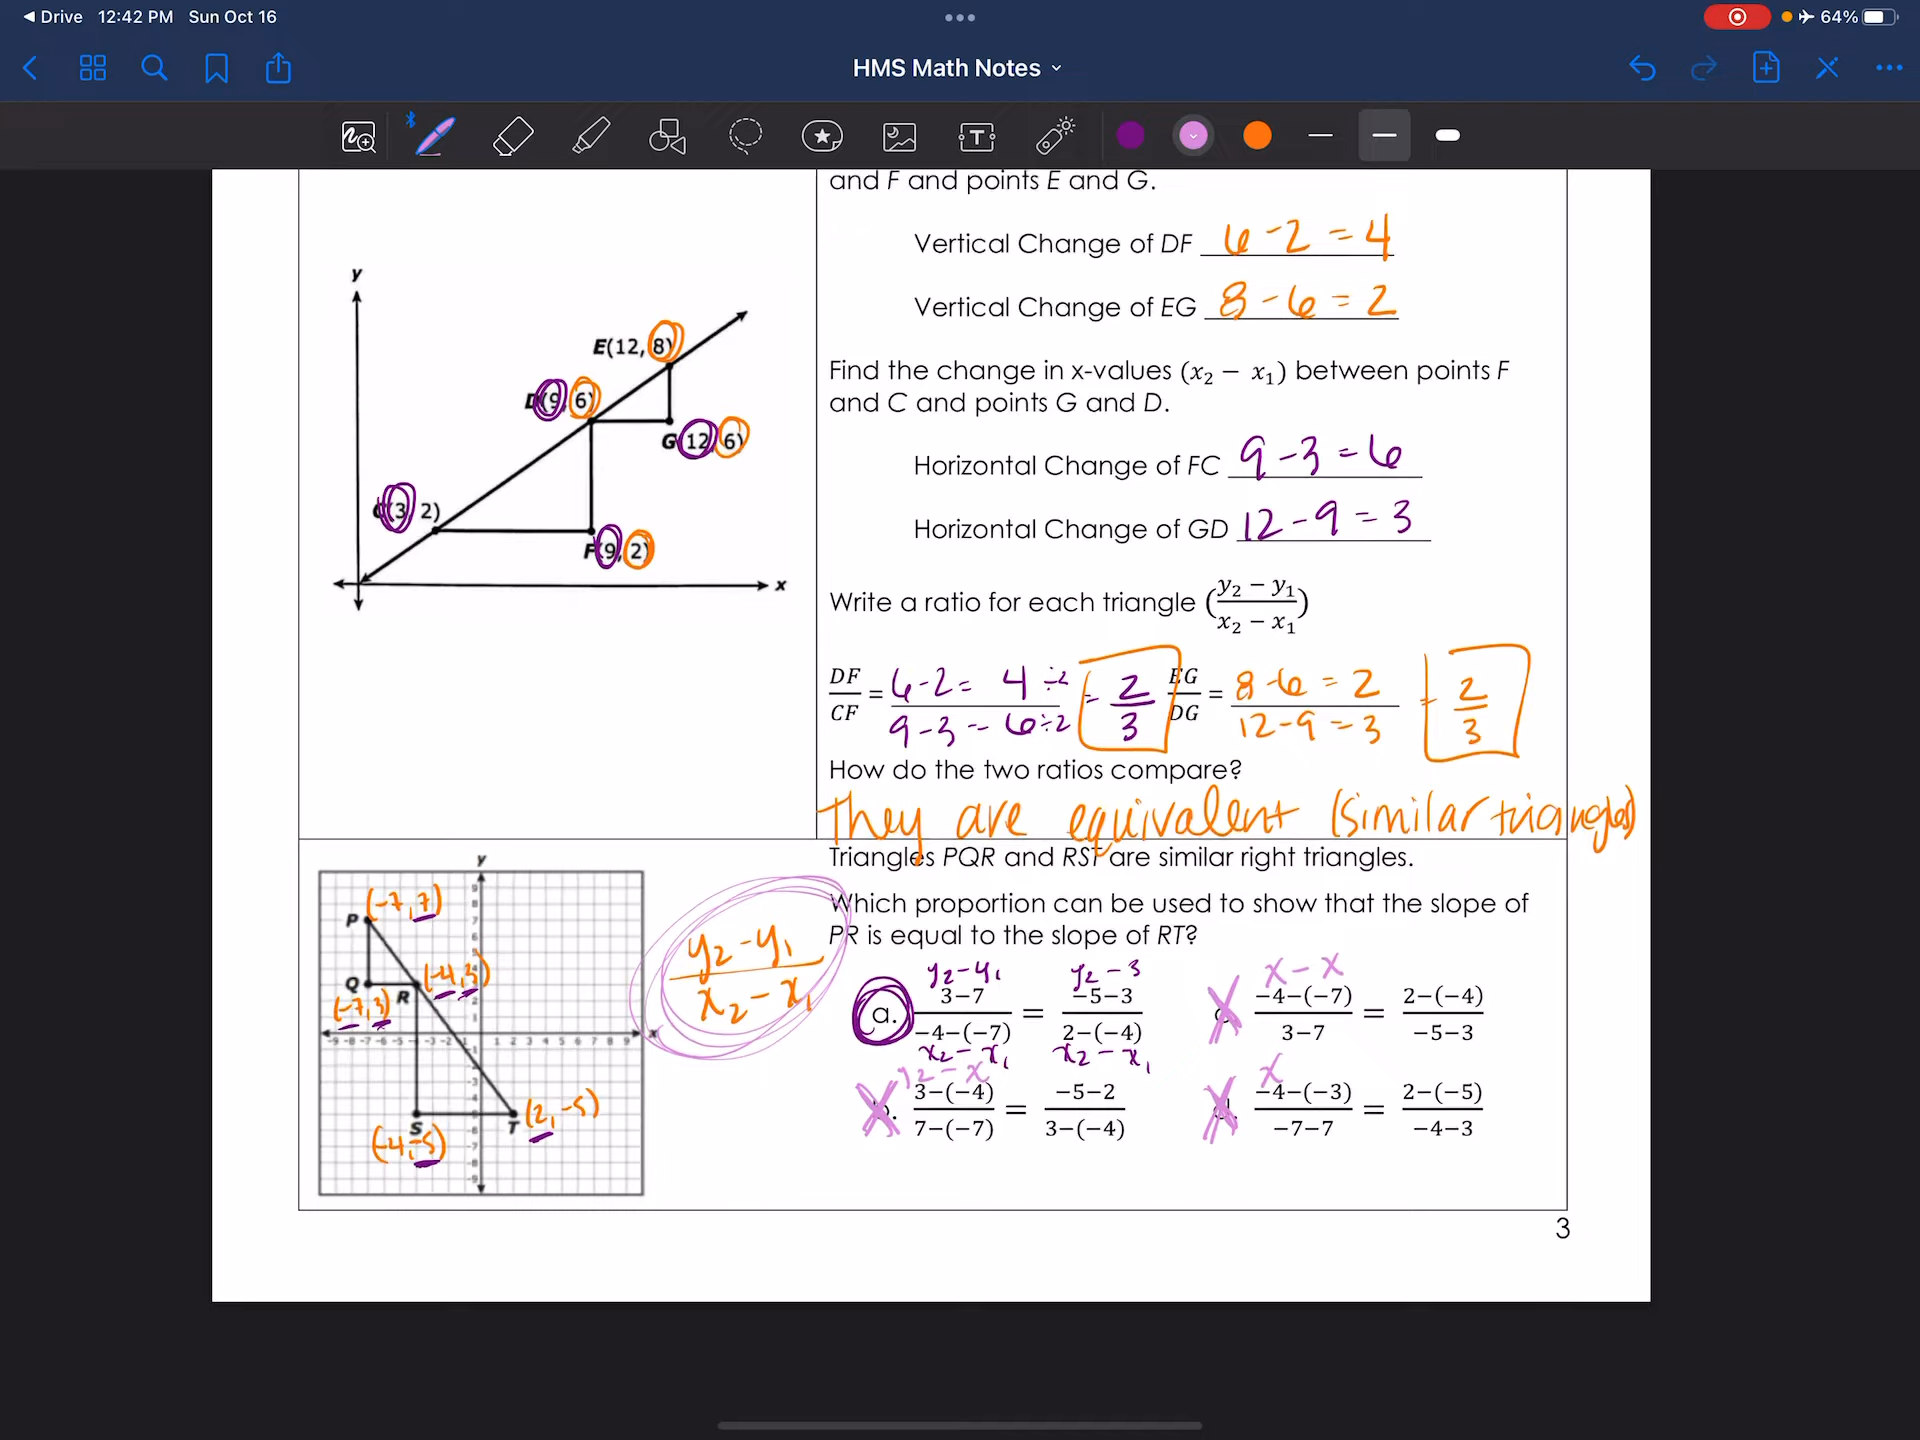 Drive 12:42 PM Sun Oct 16
64%
HMS Math Notes
and F and points E and G.
Vertical Change of DF 6-2=4
Vertical Change of EG 8-6=2
Find the change in x-values (x₂ − x₁) between points F
and C and points G and D.
Horizontal Change of FC 9-3=6
Horizontal Change of GD 12-9=3
Write a ratio for each triangle (y₂ − y₁ / x₂ − x₁)
DF/CF = 6-2= 4÷2 / 9-3= 6÷2 = 2/3 EG/DG = 8-6=2 / 12-9=3 = 2/3
How do the two ratios compare?
They are equivalent (similar triangles)
y
E(12, 8)
D(9, 6)
G(12, 6)
C(3, 2)
F(9, 2)
x
Triangles PQR and RST are similar right triangles.
Which proportion can be used to show that the slope of
PR is equal to the slope of RT?
y₂-y₁ y₂-3
a. 3−7 / −4−(−7) = −5−3 / 2−(−4)
x₂-x₁ x₂-x₁
y₂-x
b. 3−(−4) / 7−(−7) = −5−2 / 3−(−4)
x-x
c. −4−(−7) / 3−7 = 2−(−4) / −5−3
x
d. −4−(−3) / −7−7 = 2−(−5) / −4−3
y₂-y₁ / x₂-x₁
y
(-7,7)
P
Q
(-4,3)
R
(-7,3)
x
S
T
(2,-5)
(-4,-5)
3